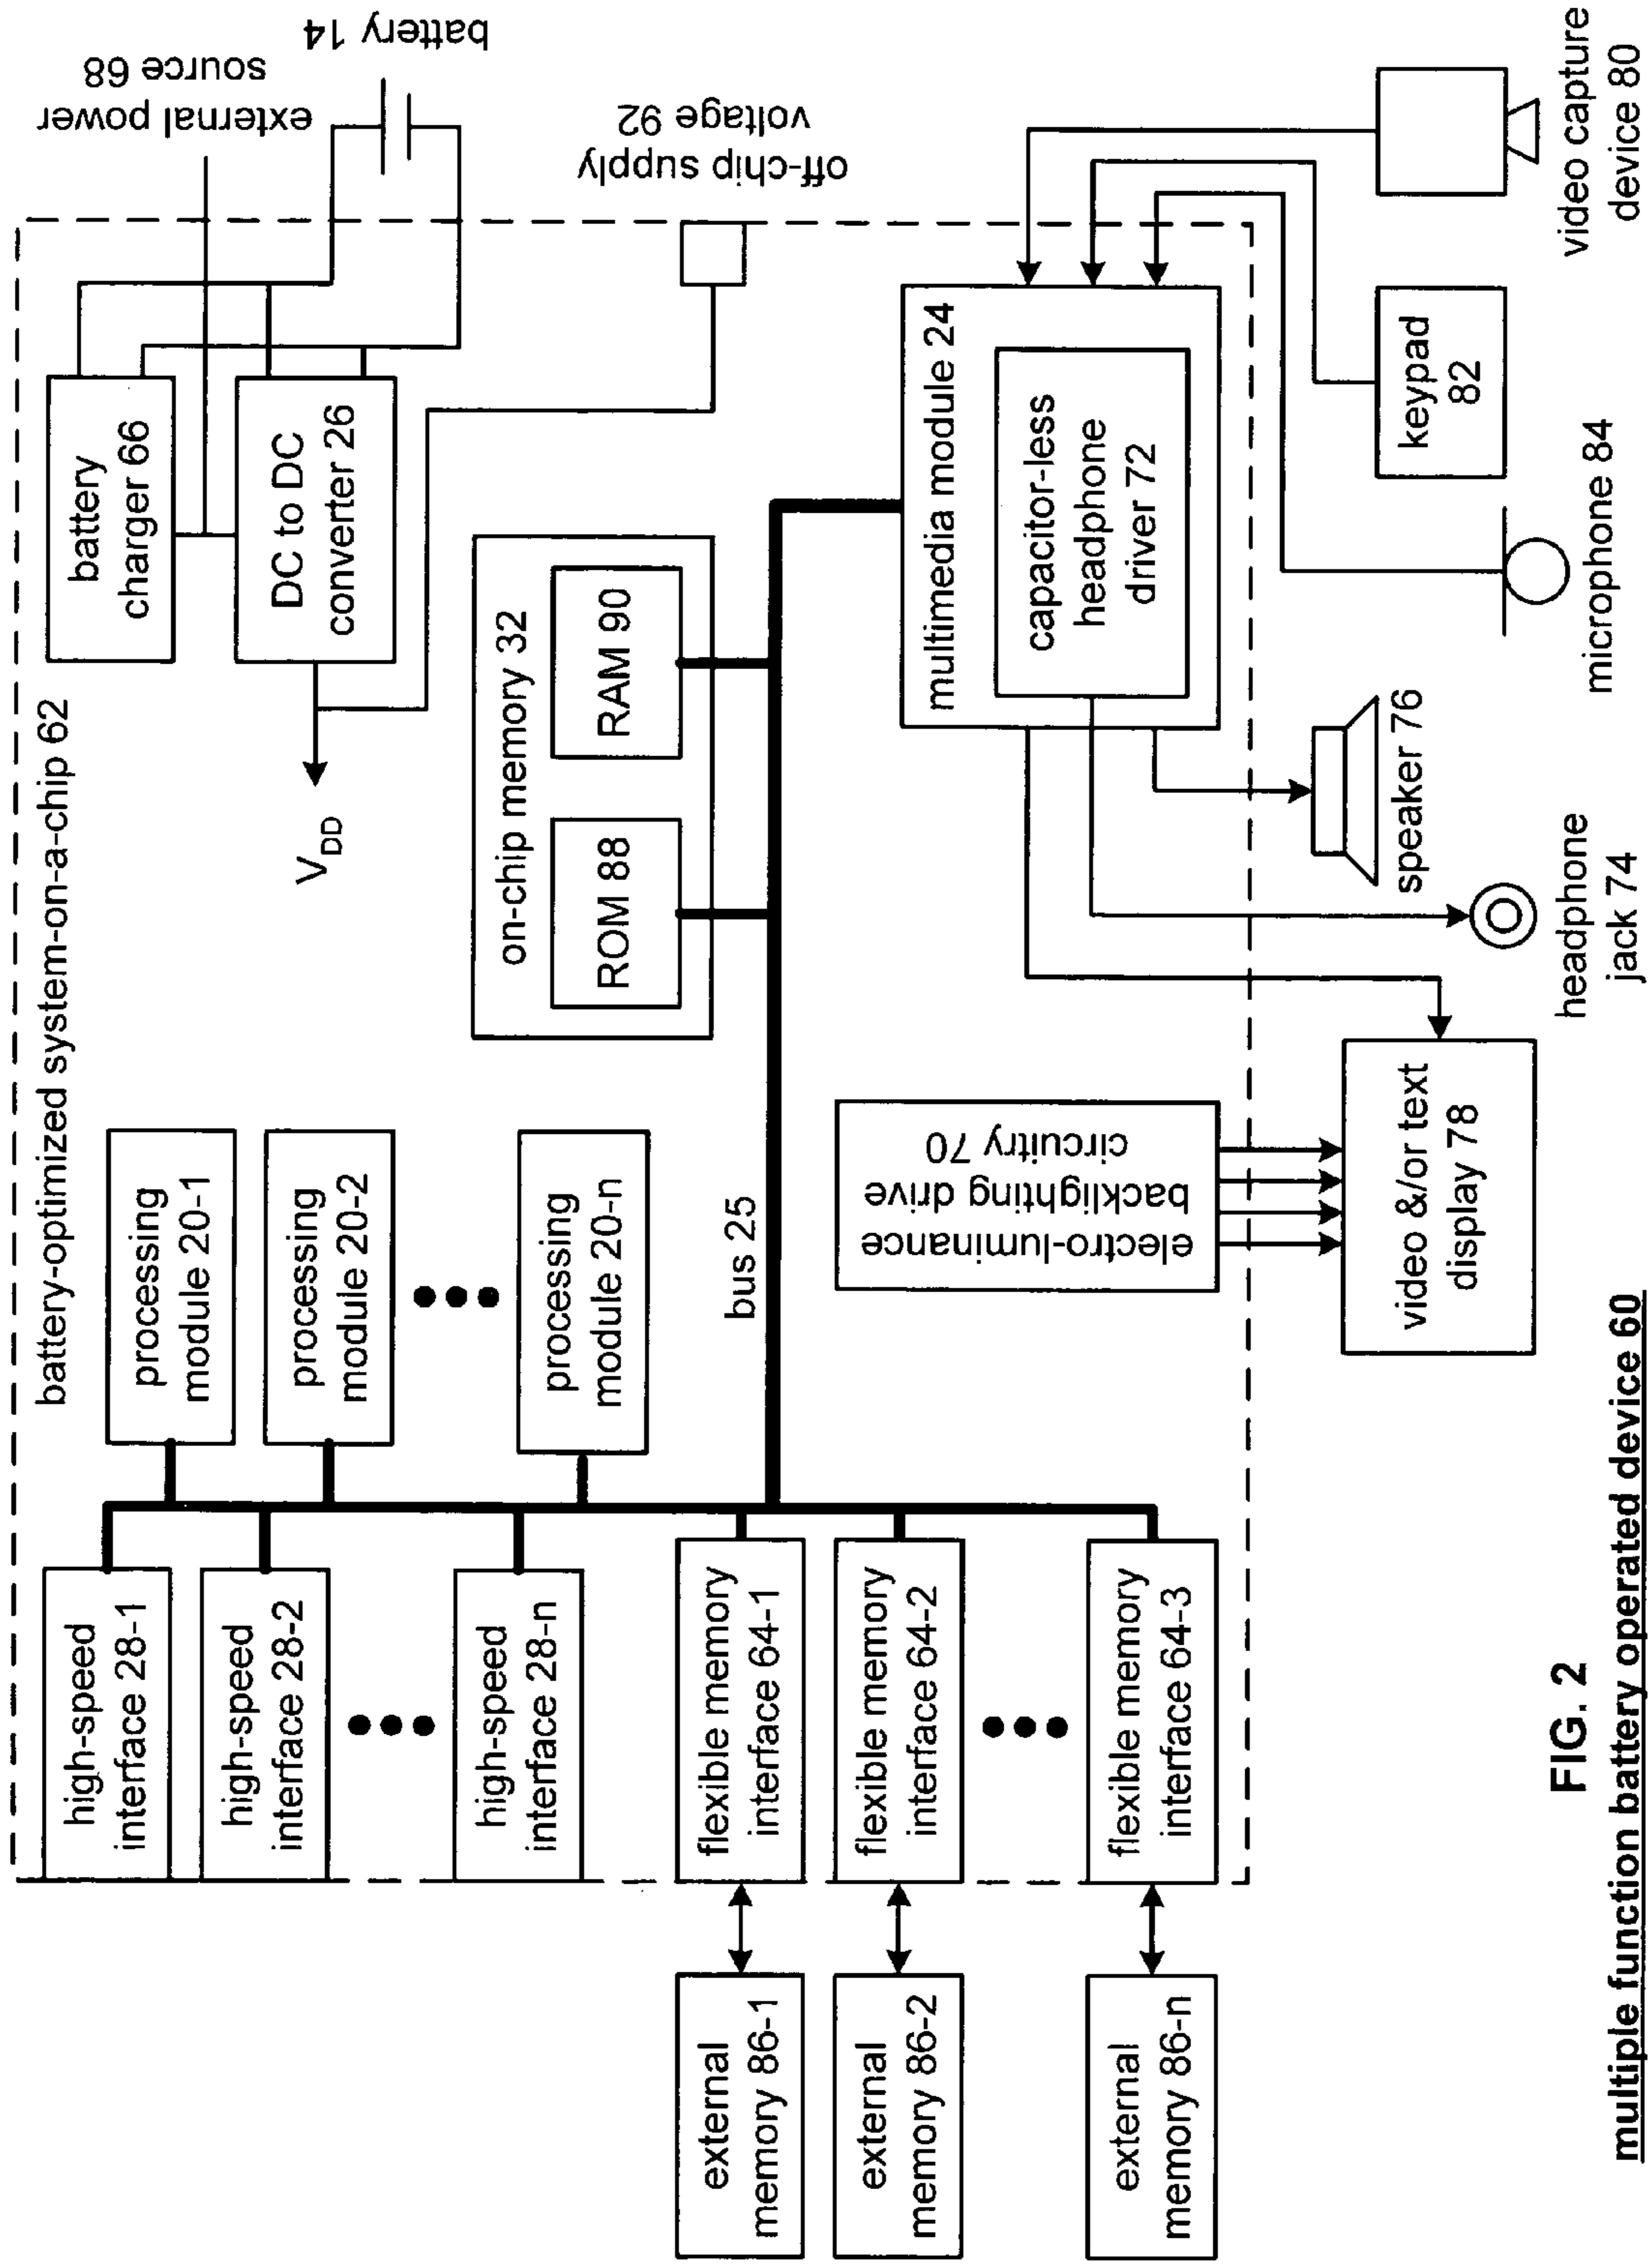 battery-optimized system-on-a-chip 62
high-speed
interface 28-1
high-speed
interface 28-2
high-speed
interface 28-n
flexible memory
interface 64-1
flexible memory
interface 64-2
flexible memory
interface 64-3
external
memory 86-1
external
memory 86-2
external
memory 86-n
processing
module 20-1
processing
module 20-2
processing
module 20-n
bus 25
VDD
battery
charger 66
DC to DC
converter 26
external power
source 68
battery 14
off-chip supply
voltage 92
on-chip memory 32
ROM 88
RAM 90
multimedia module 24
capacitor-less
headphone
driver 72
electro-luminance
backlighting drive
circuitry 70
video &/or text
display 78
headphone
jack 74
speaker 76
microphone 84
keypad
82
video capture
device 80
FIG. 2
multiple function battery operated device 60